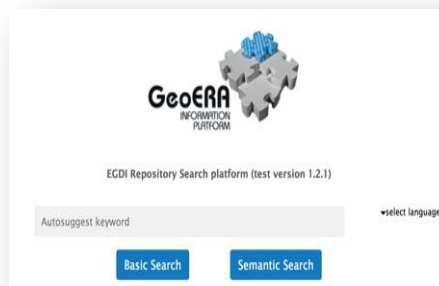 GeoERA
INFORMATION
PLATFORM
EGDI Repository Search platform (test version 1.2.1)
Autosuggest keyword
▾select language
Basic Search
Semantic Search